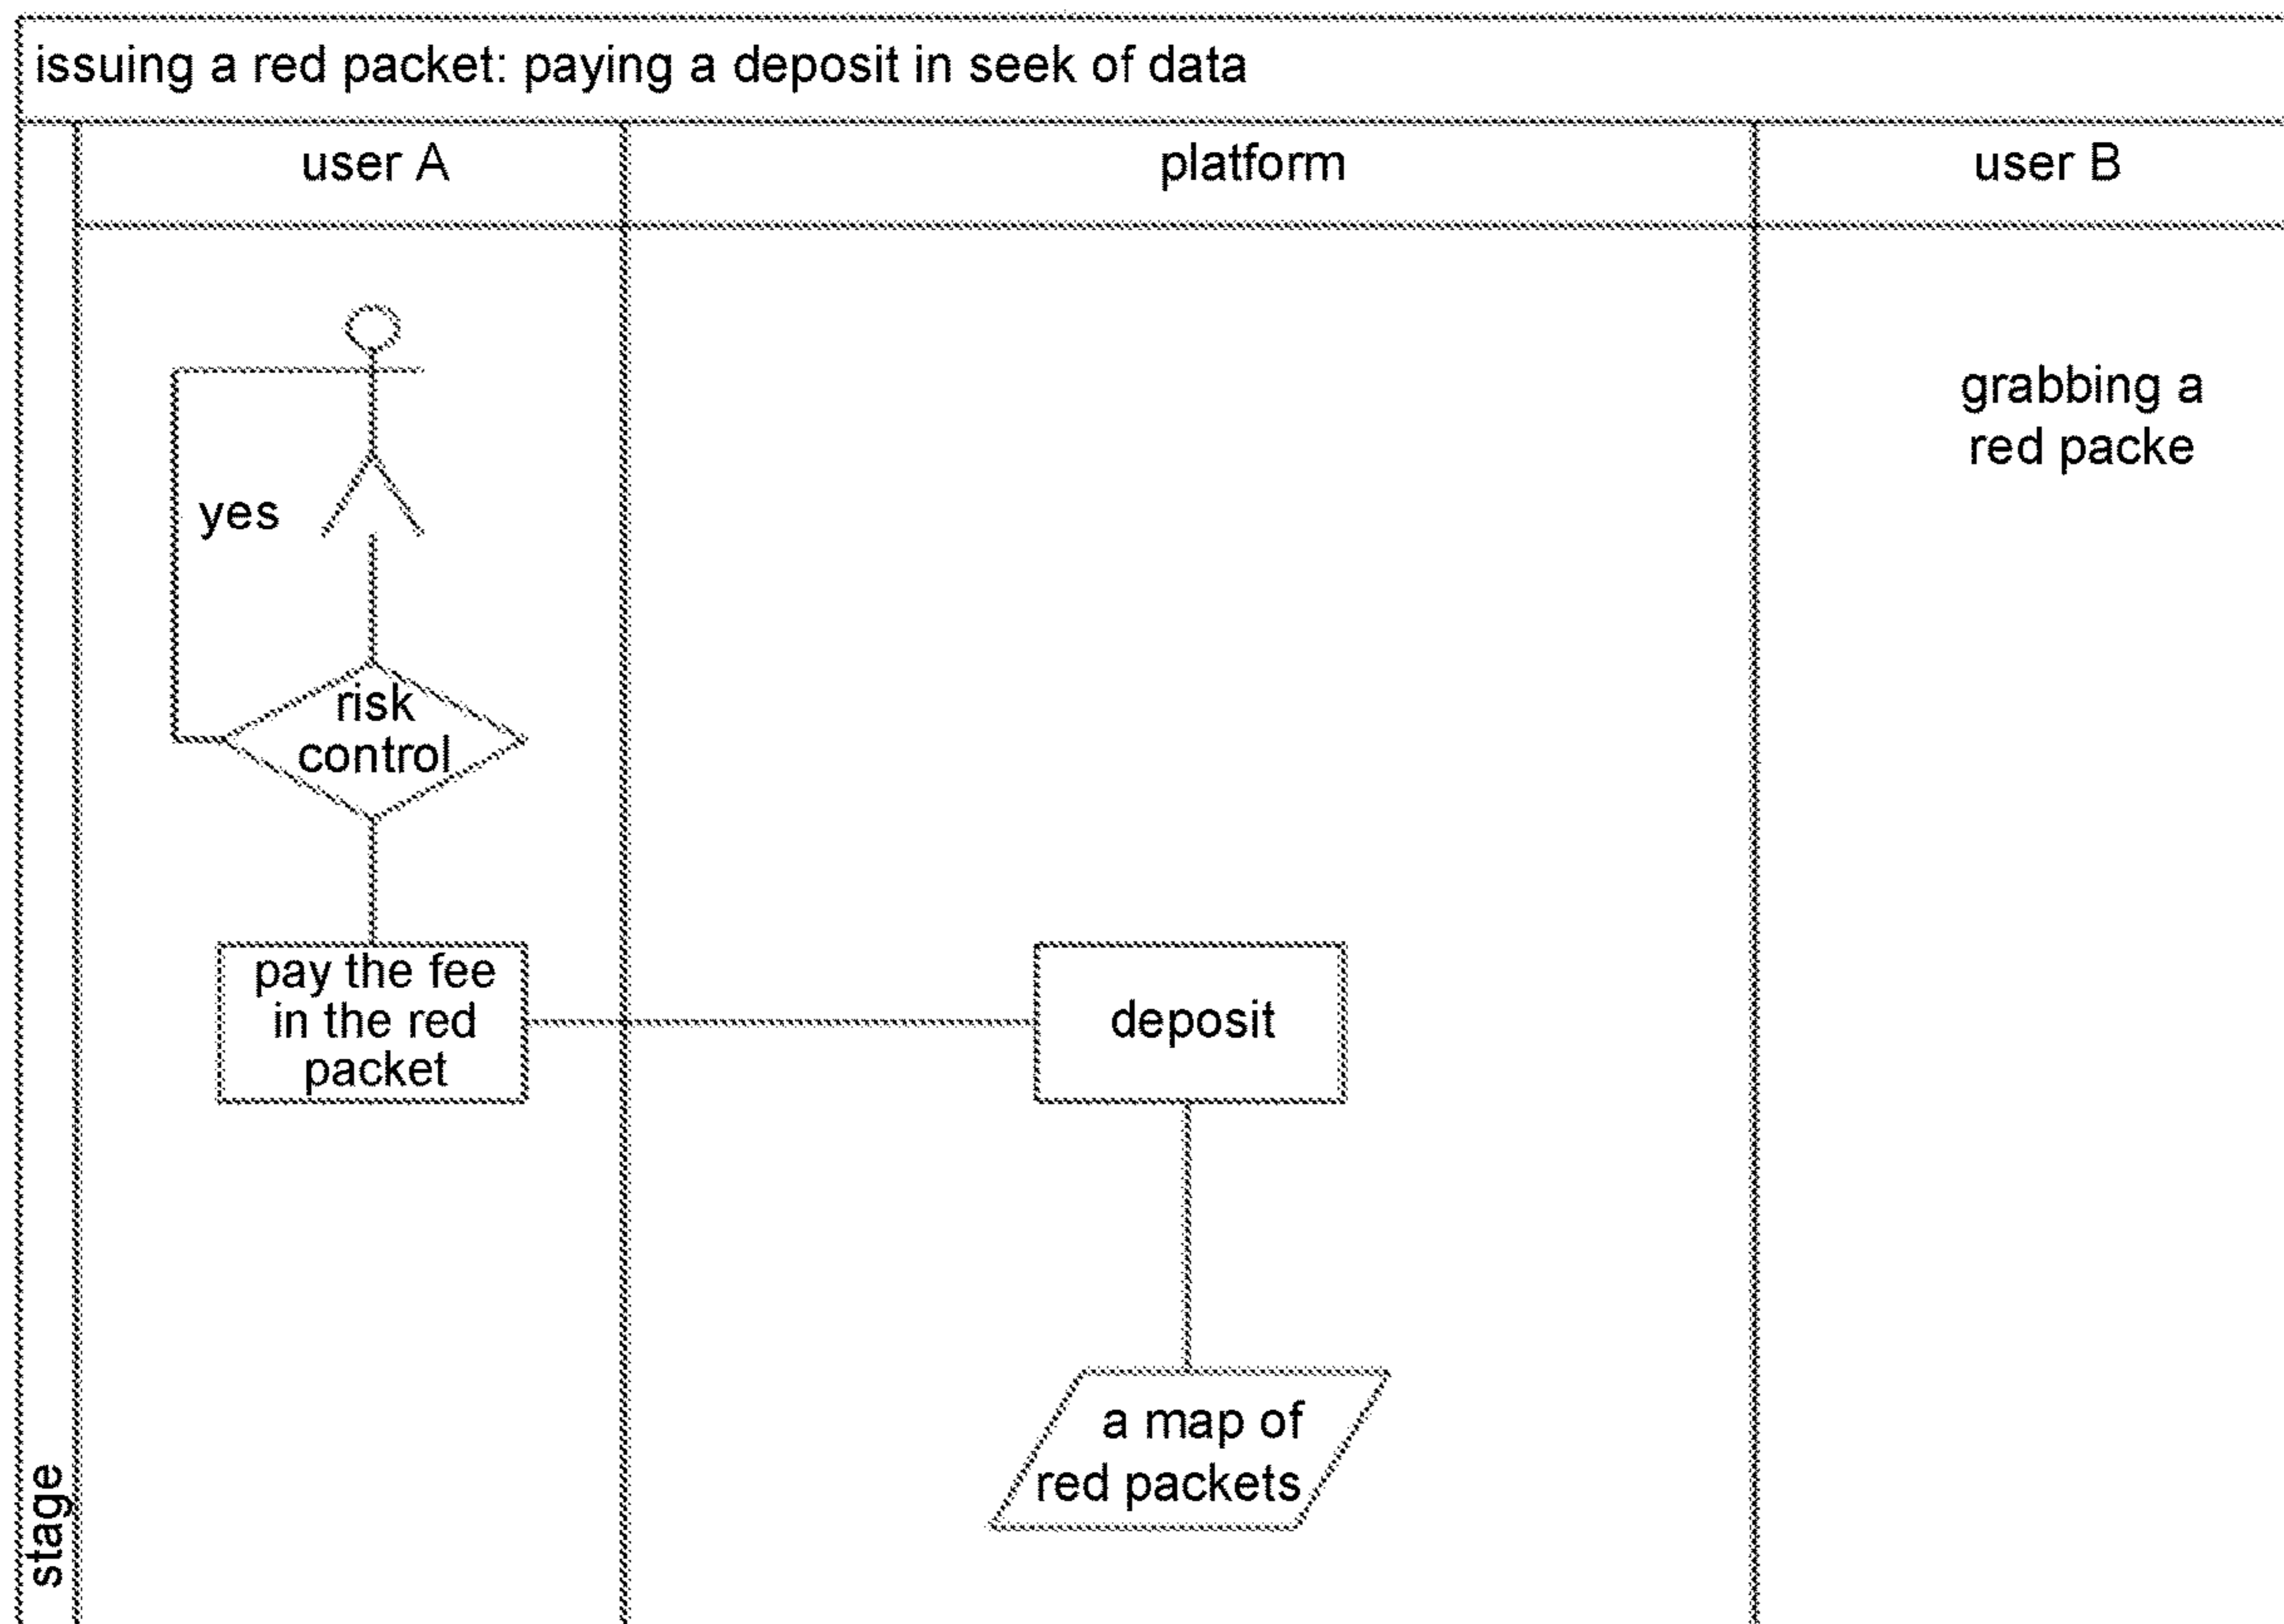 issuing a red packet: paying a deposit in seek of data
user A
platform
user B
grabbing a
red packe
yes
risk
control
pay the fee
in the red
packet
deposit
a map of
red packets
stage